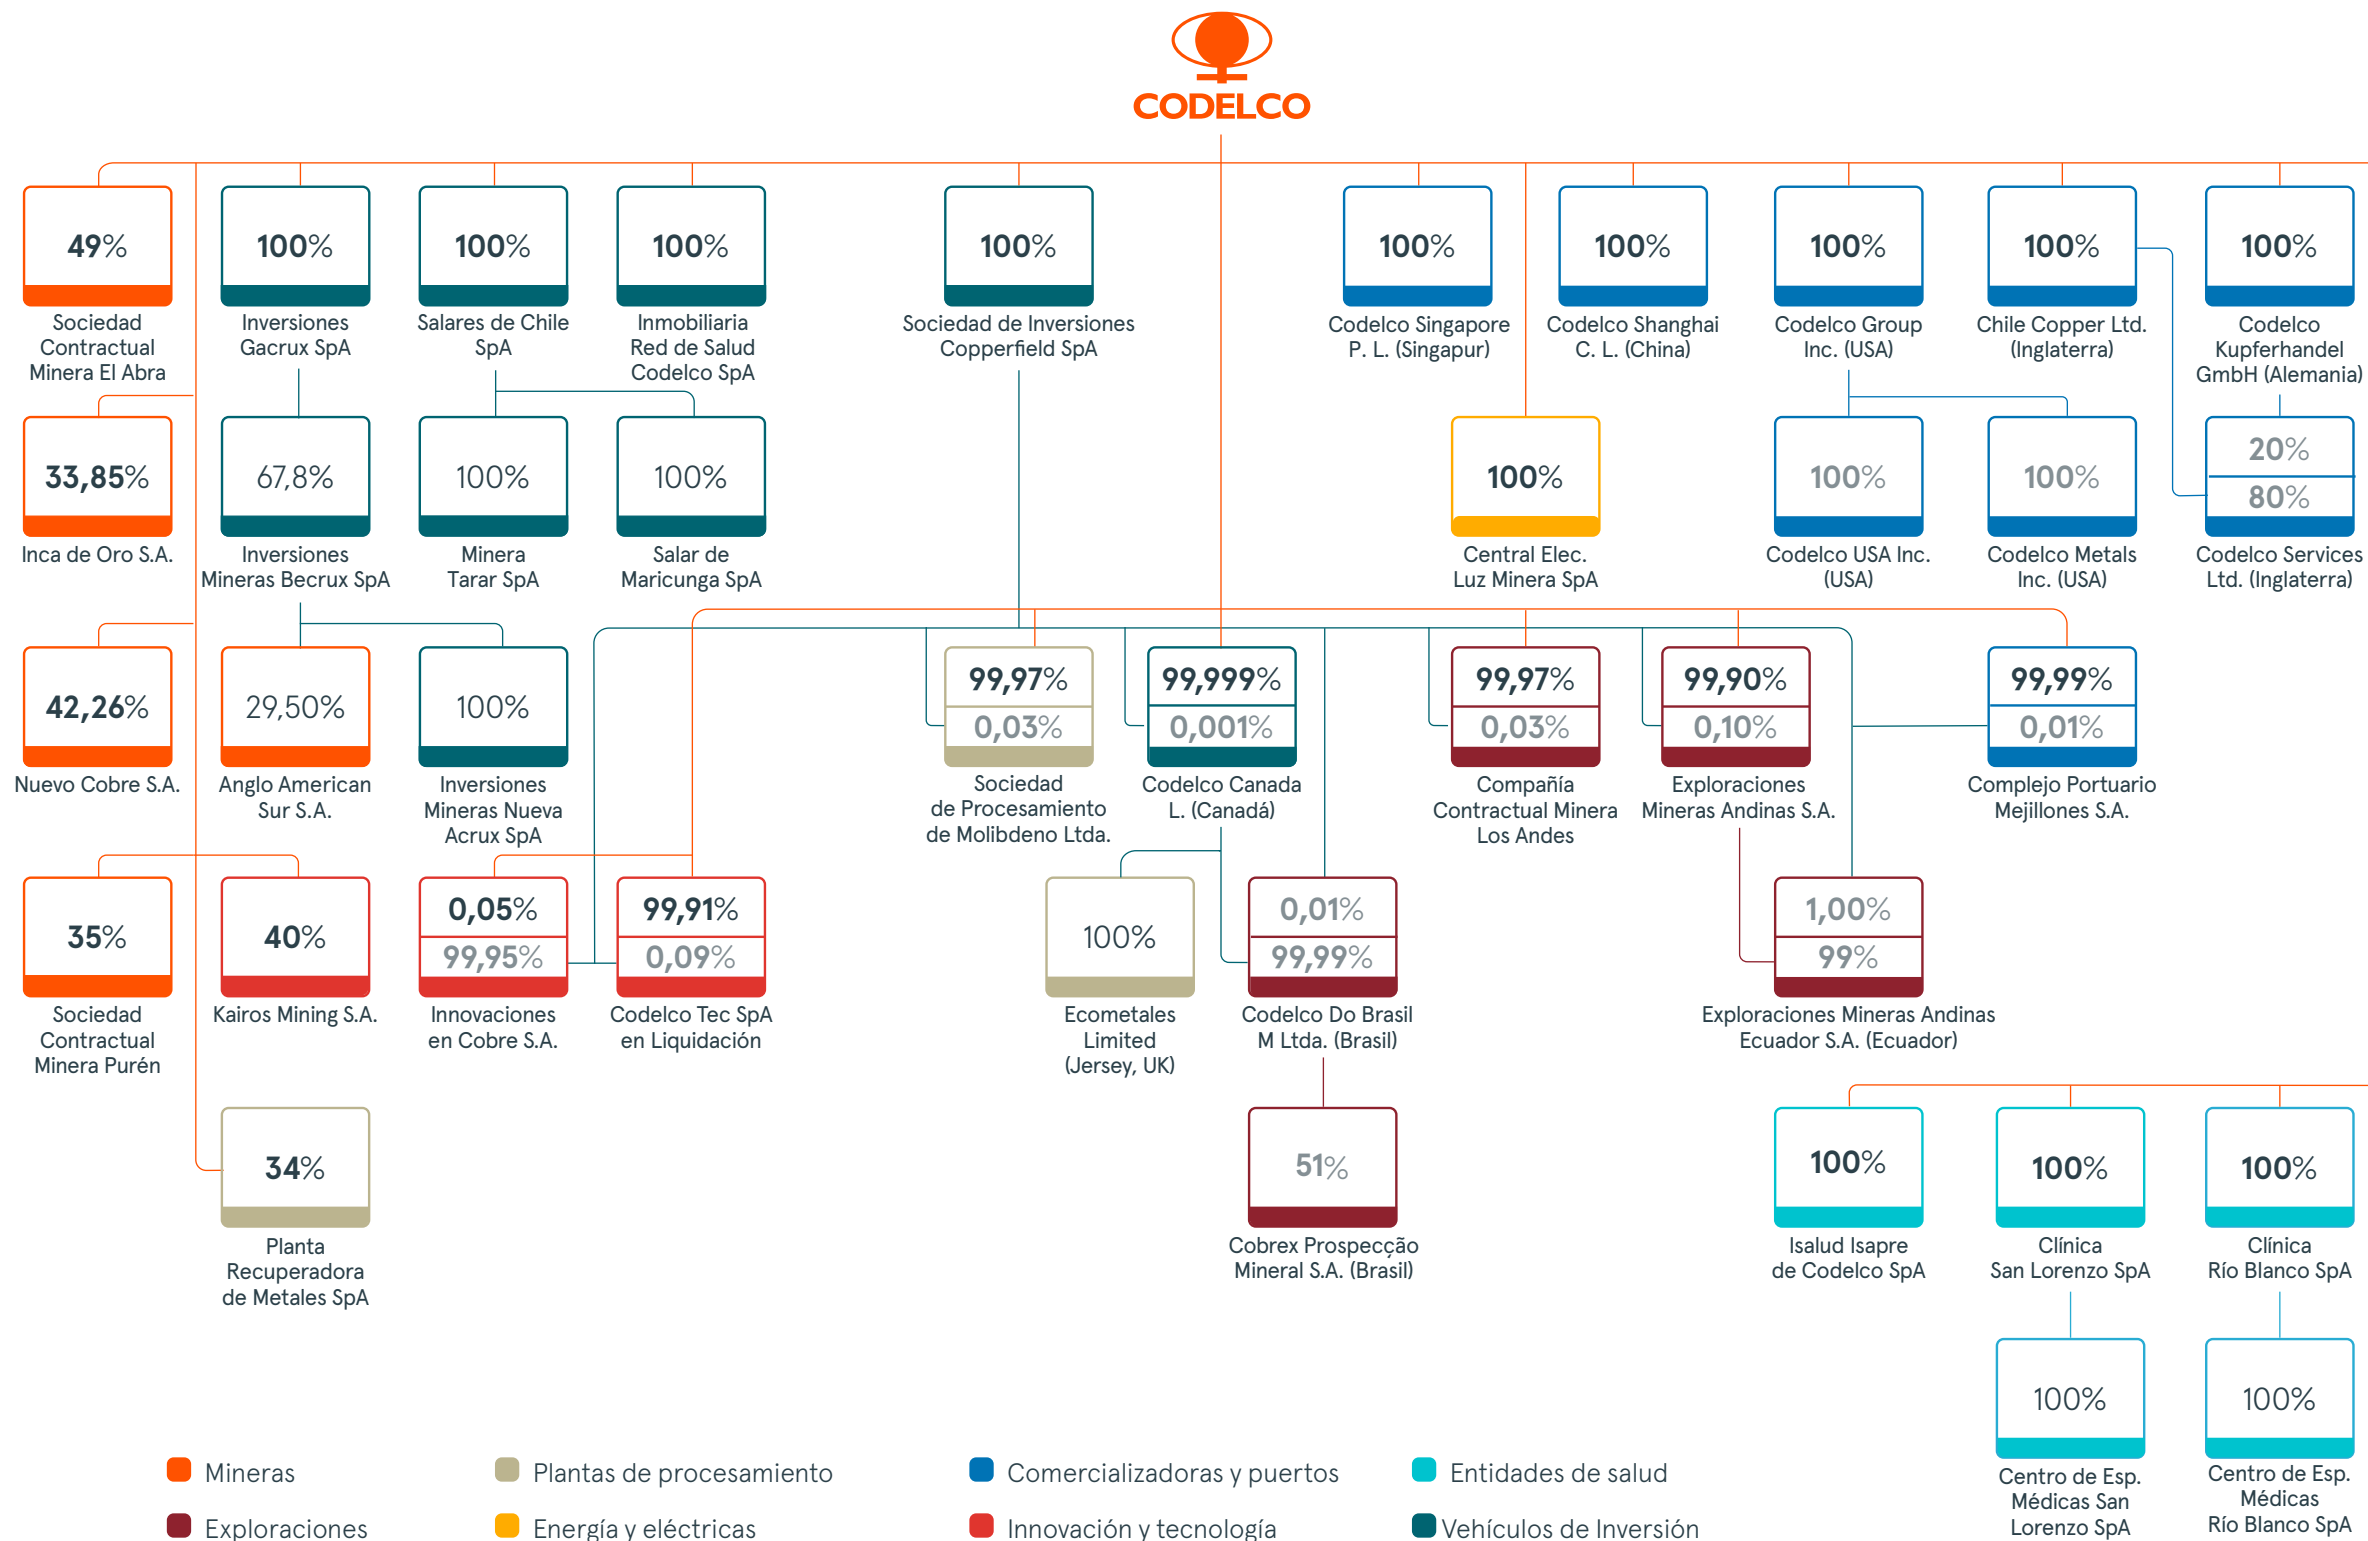 CODELCO
49%
Sociedad
Contractual
Minera El Abra
100%
Inversiones
Gacrux SpA
100%
Salares de Chile
SpA
100%
Inmobiliaria
Red de Salud
Codelco SpA
100%
Sociedad de Inversiones
Copperfield SpA
100%
Codelco Singapore
P. L. (Singapur)
100%
Codelco Shanghai
C. L. (China)
100%
Codelco Group
Inc. (USA)
100%
Chile Copper Ltd.
(Inglaterra)
100%
Codelco
Kupferhandel
GmbH (Alemania)
33,85%
Inca de Oro S.A.
67,8%
Inversiones
Mineras Becrux SpA
100%
Minera
Tarar SpA
100%
Salar de
Maricunga SpA
100%
Central Elec.
Luz Minera SpA
100%
Codelco USA Inc.
(USA)
100%
Codelco Metals
Inc. (USA)
20%
80%
Codelco Services
Ltd. (Inglaterra)
42,26%
Nuevo Cobre S.A.
29,50%
Anglo American
Sur S.A.
100%
Inversiones
Mineras Nueva
Acrux SpA
99,97%
0,03%
Sociedad
de Procesamiento
de Molibdeno Ltda.
99,999%
0,001%
Codelco Canada
L. (Canadá)
99,97%
0,03%
Compañía
Contractual Minera
Los Andes
99,90%
0,10%
Exploraciones
Mineras Andinas S.A.
99,99%
0,01%
Complejo Portuario
Mejillones S.A.
35%
Sociedad
Contractual
Minera Purén
40%
Kairos Mining S.A.
0,05%
99,95%
Innovaciones
en Cobre S.A.
99,91%
0,09%
Codelco Tec SpA
en Liquidación
100%
Ecometales
Limited
(Jersey, UK)
0,01%
99,99%
Codelco Do Brasil
M Ltda. (Brasil)
1,00%
99%
Exploraciones Mineras Andinas
Ecuador S.A. (Ecuador)
34%
Planta
Recuperadora
de Metales SpA
51%
Cobrex Prospecção
Mineral S.A. (Brasil)
100%
Isalud Isapre
de Codelco SpA
100%
Clínica
San Lorenzo SpA
100%
Clínica
Río Blanco SpA
100%
Centro de Esp.
Médicas San
Lorenzo SpA
100%
Centro de Esp.
Médicas
Río Blanco SpA
Mineras
Plantas de procesamiento
Comercializadoras y puertos
Entidades de salud
Exploraciones
Energía y eléctricas
Innovación y tecnología
Vehículos de Inversión